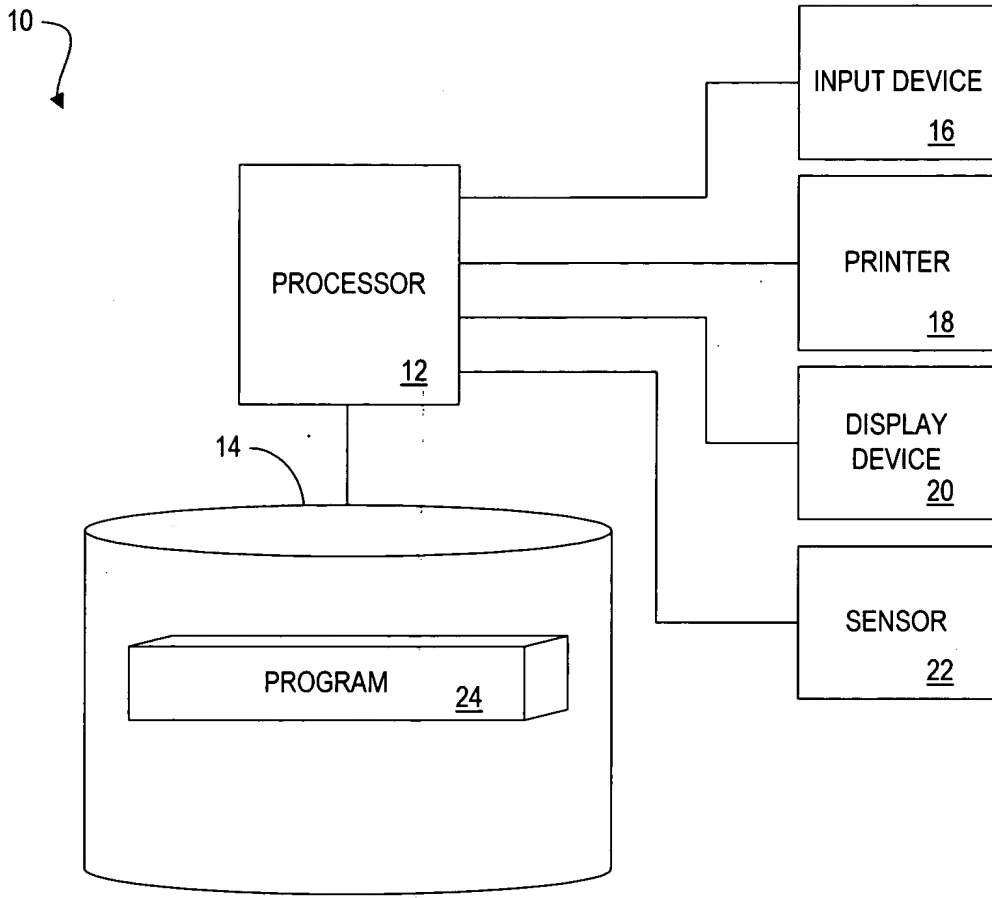 10
INPUT DEVICE
16
PROCESSOR
12
PRINTER
18
DISPLAY
DEVICE
20
14
SENSOR
22
PROGRAM
24